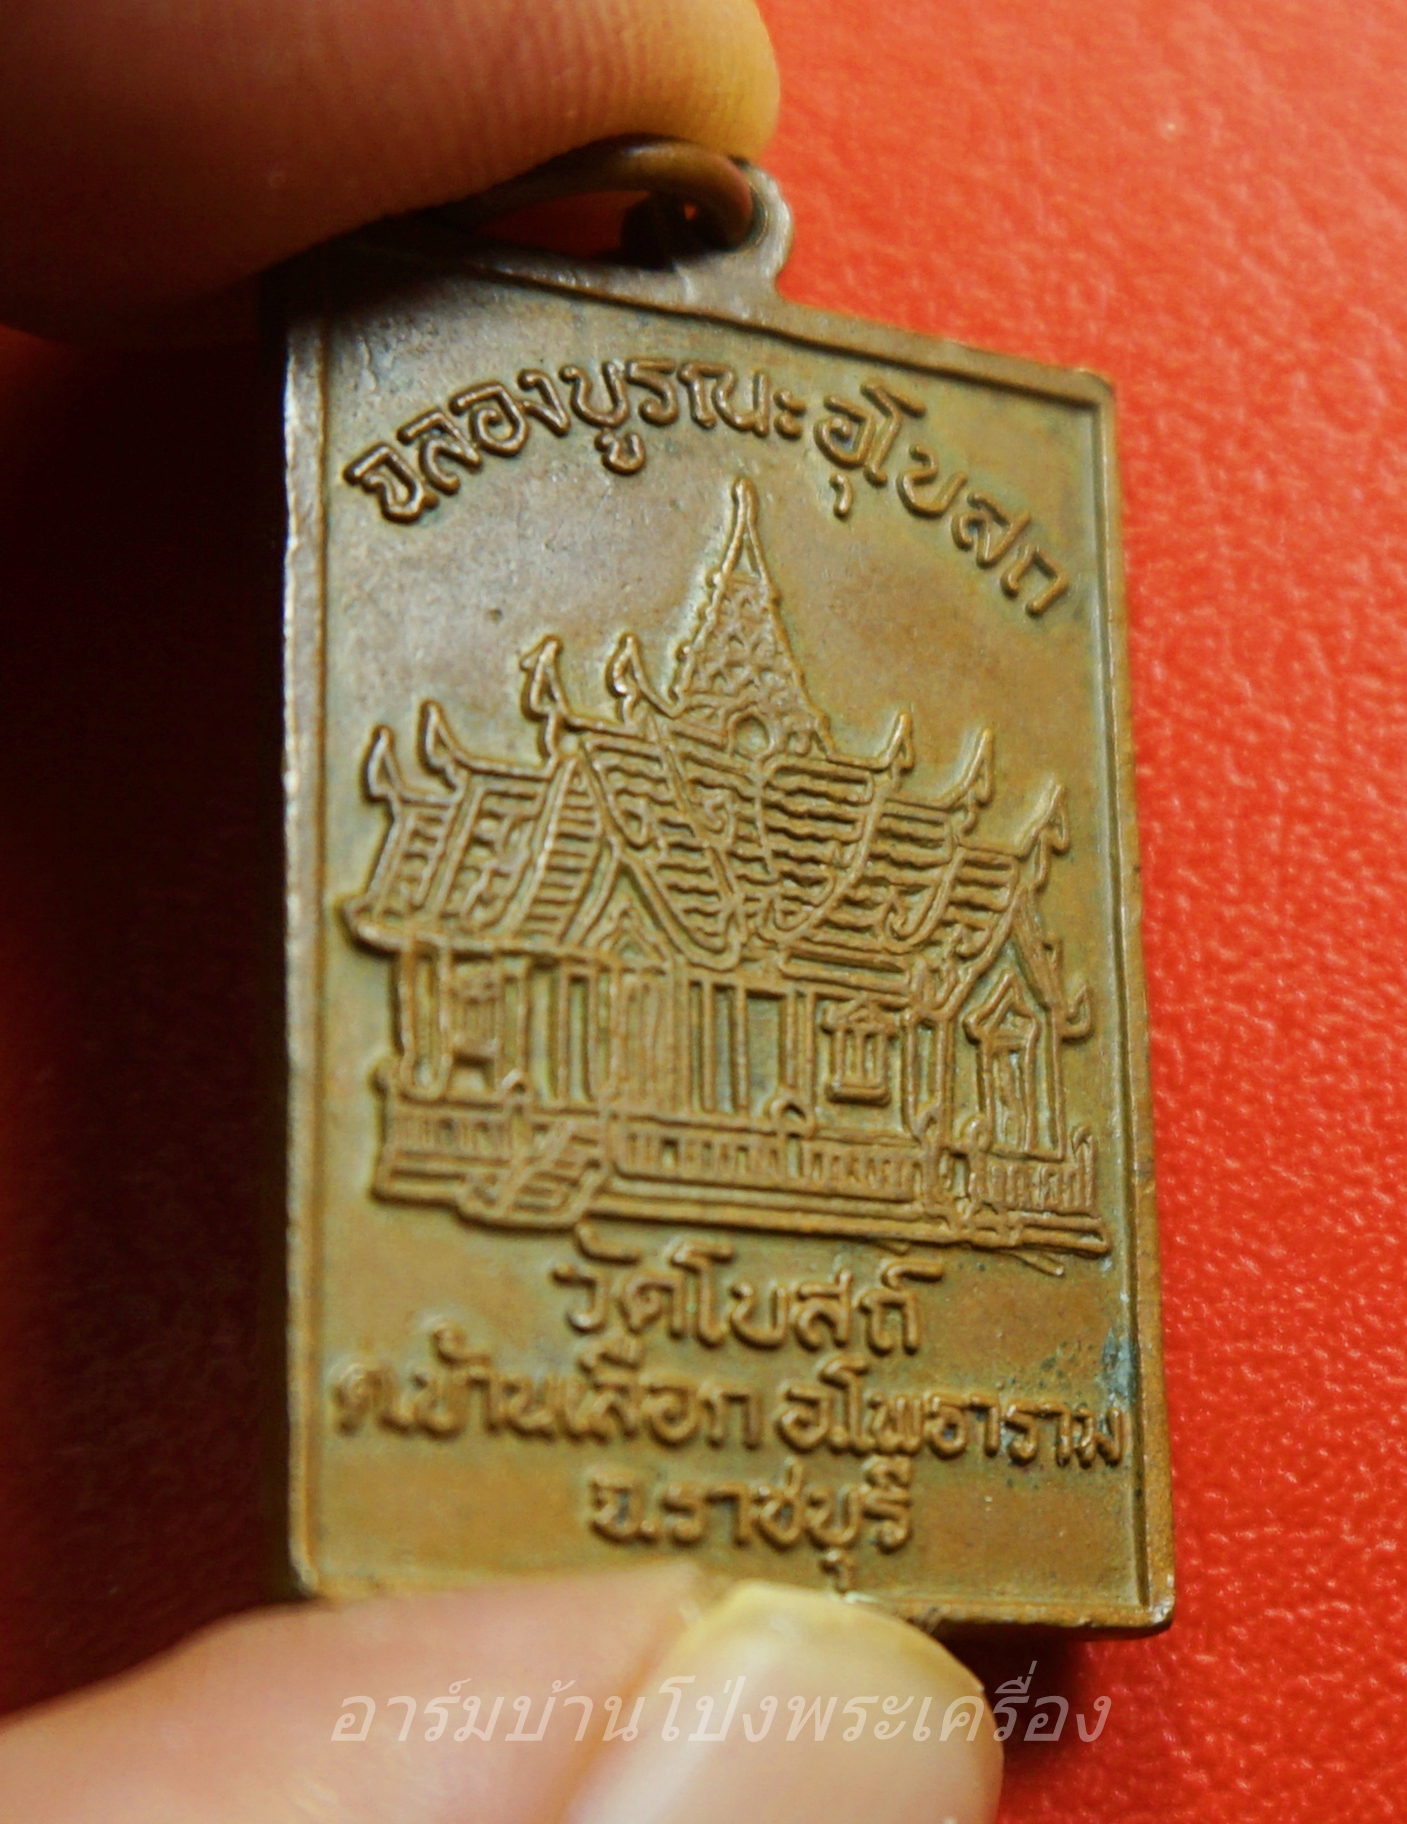 ฉลองบูรณะอุโบสถ
วัดโบสถ์
ต.บ้านเลือก อ.โพธาราม
จ.ราชบุรี
อาร์มบ้านโป่งพระเครื่อง